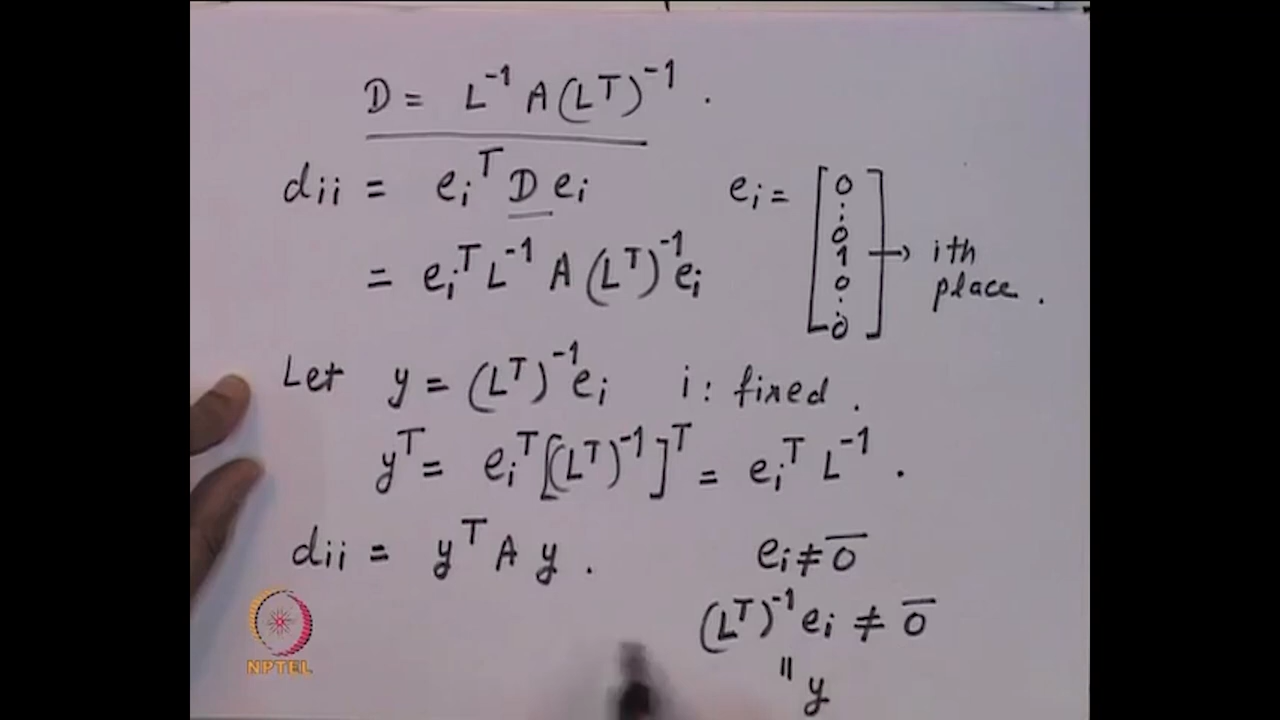 D = L⁻¹ A (Lᵀ)⁻¹ .
dii = eᵢᵀ D eᵢ
eᵢ = [0 : 0 1 0 : 0] → ith place .
= eᵢᵀ L⁻¹ A (Lᵀ)⁻¹ eᵢ
Let y = (Lᵀ)⁻¹ eᵢ i : fixed .
yᵀ = eᵢᵀ [(Lᵀ)⁻¹]ᵀ = eᵢᵀ L⁻¹ .
dii = yᵀ A y .
eᵢ ≠ 0̅
(Lᵀ)⁻¹ eᵢ ≠ 0̅
" y
NPTEL